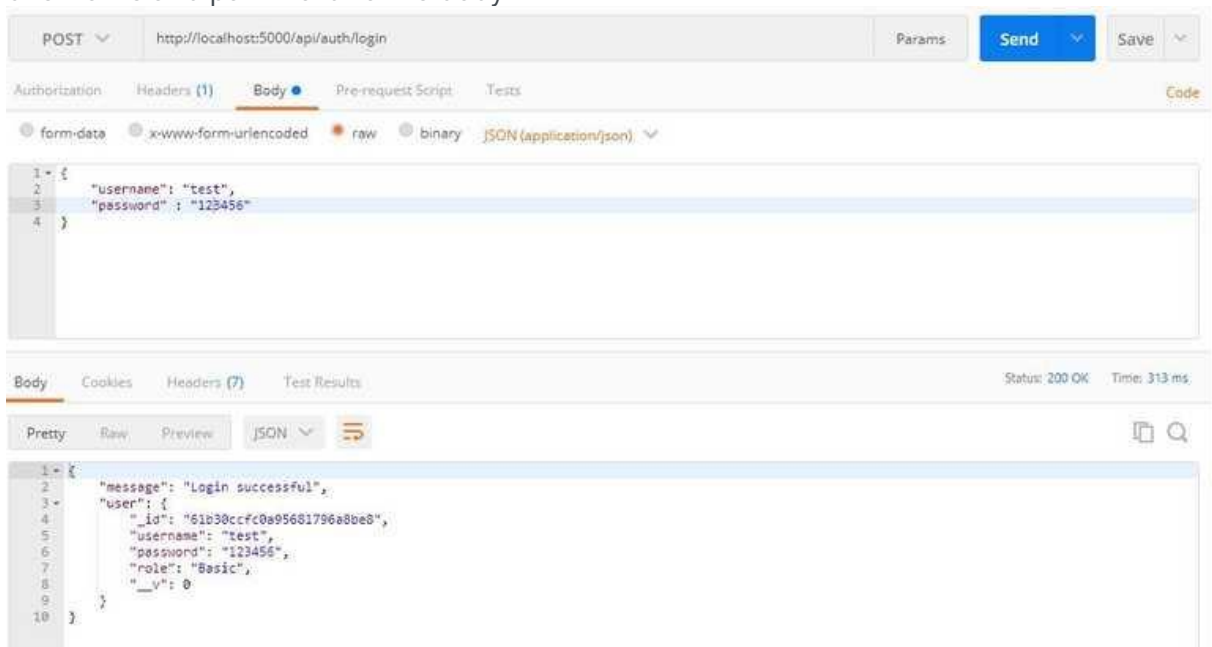 POST http://localhost:5000/api/auth/login Params Send Save
Authorization Headers (1) Body Pre-request Script Tests Code
form-data x-www-form-urlencoded raw binary JSON (application/json)
1 {
2 "username": "test",
3 "password" : "123456"
4 }
Body Cookies Headers (7) Test Results Status: 200 OK Time: 313 ms
Pretty Raw Preview JSON
1 {
2 "message": "Login successful",
3 "user": {
4 "_id": "61b30ccfc0a95681796a8be8",
5 "username": "test",
6 "password": "123456",
7 "role": "Basic",
8 "__v": 0
9 }
10 }